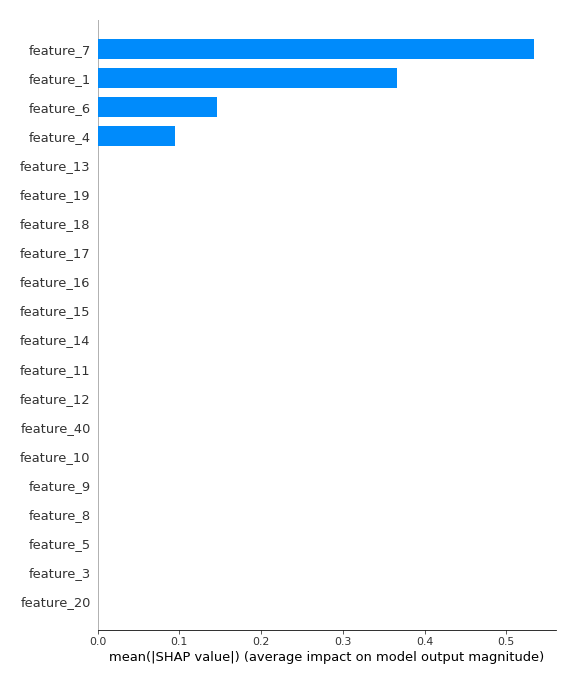 feature_7
feature_1
feature_6
feature_4
feature_13
feature_19
feature_18
feature_17
feature_16
feature_15
feature_14
feature_11
feature_12
feature_40
feature_10
feature_9
feature_8
feature_5
feature_3
feature_20
0.0 0.1 0.2 0.3 0.4 0.5
mean(|SHAP value|) (average impact on model output magnitude)